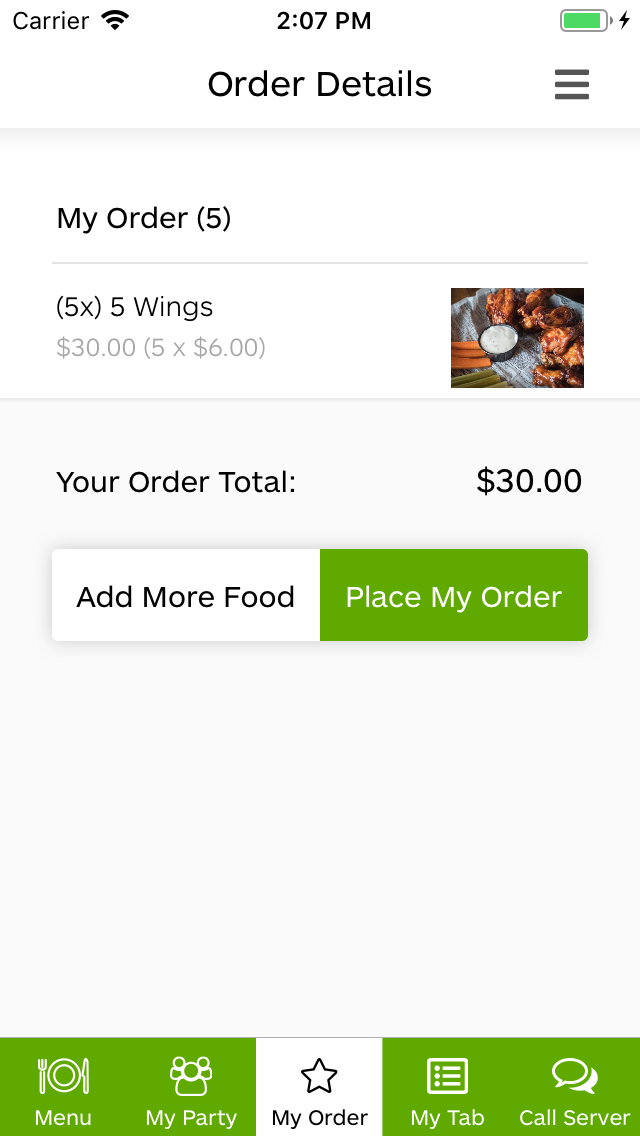 Carrier 2:07 PM
Order Details
My Order (5)
(5x) 5 Wings
$30.00 (5 x $6.00)
Your Order Total: $30.00
Add More Food Place My Order
Menu My Party My Order My Tab Call Server